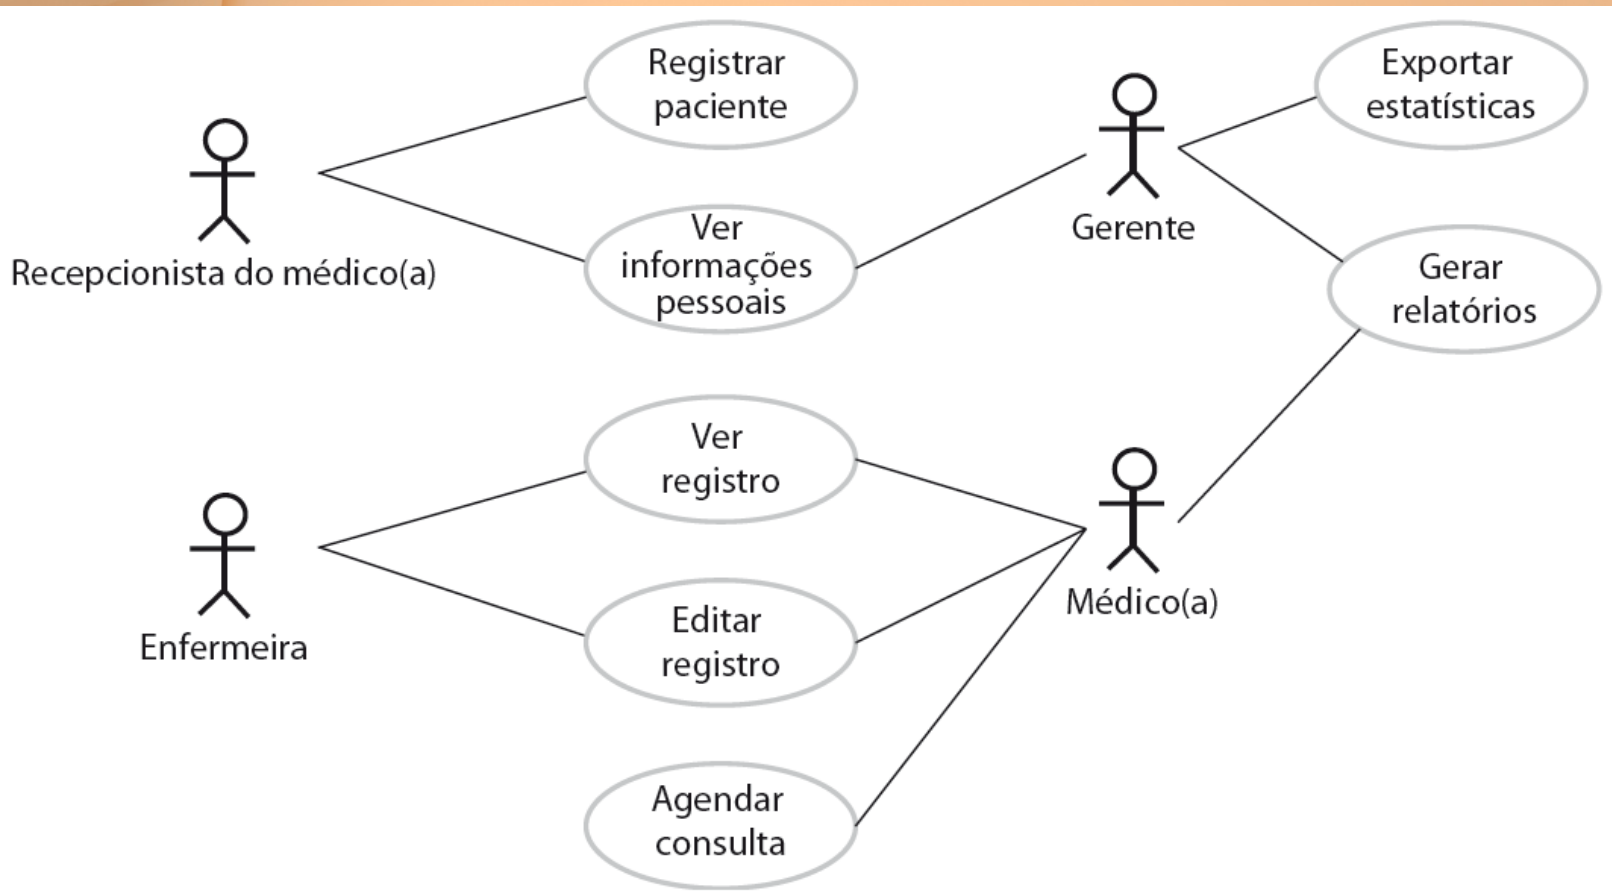 Registrar
paciente
Exportar
estatísticas
Recepcionista do médico(a)
Ver
informações
pessoais
Gerente
Gerar
relatórios
Ver
registro
Enfermeira
Editar
registro
Médico(a)
Agendar
consulta